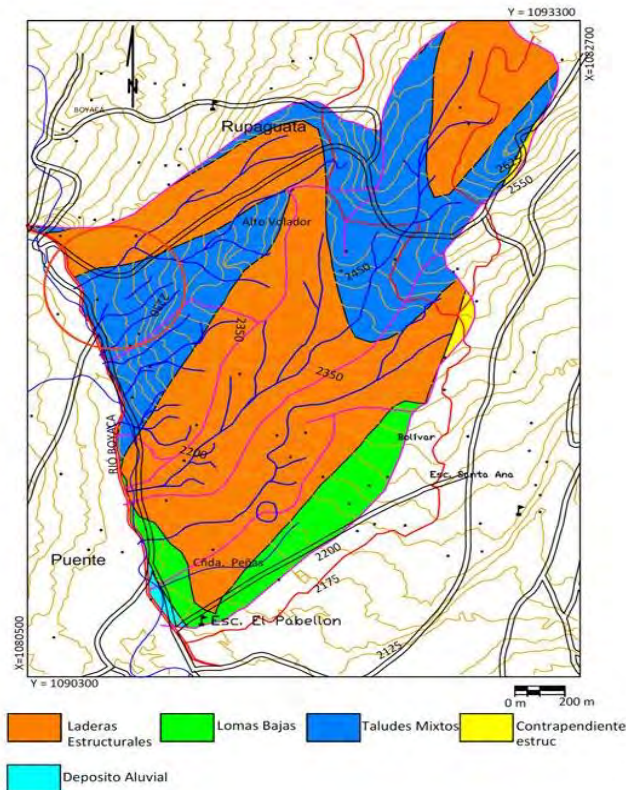 Y = 1093300
X=1082700
N
BOYACÁ
Rupaguata
2550
Alto Volador
2450
2350
2350
2200
RIO BOYACA
Bolivar
Esc. Santa Ana
Puente
Cñda. Peñas
2200
2175
Esc. El Pabellon
2125
X=1080500
Y = 1090300
0 m 200 m
Laderas
Estructurales
Lomas Bajas
Taludes Mixtos
Contrapendiente
estruc
Deposito Aluvial